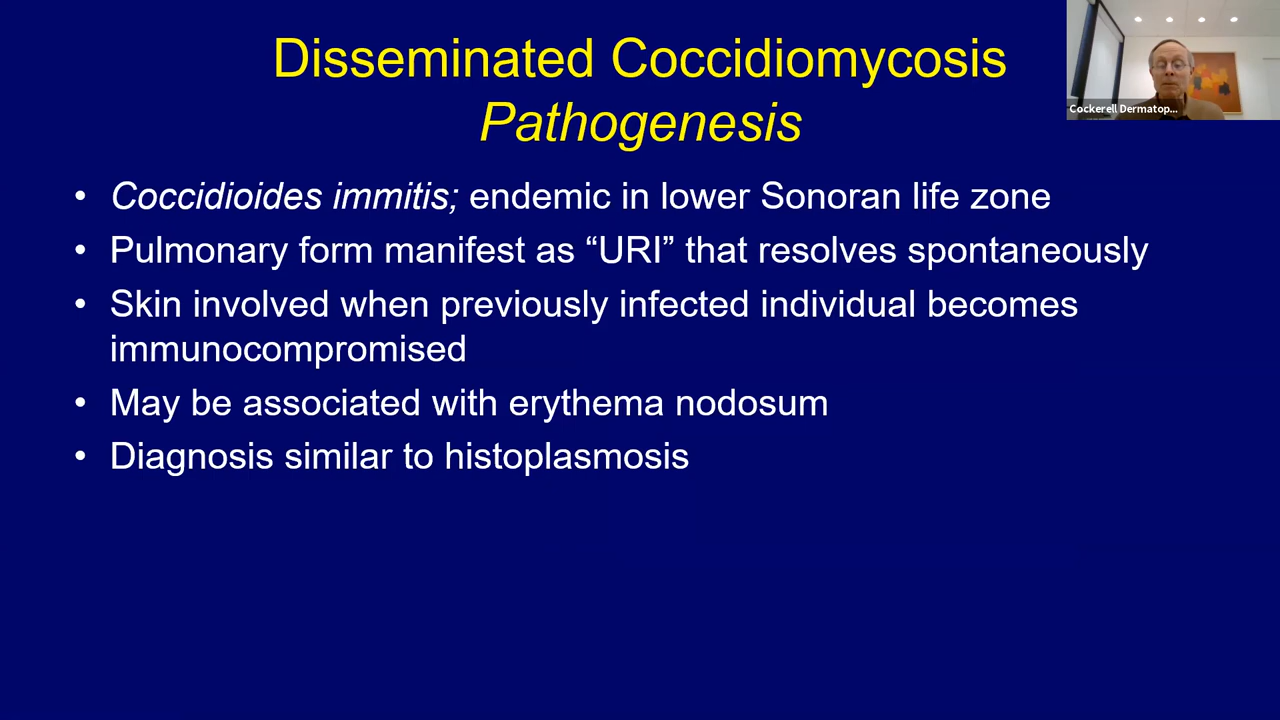 Disseminated Coccidiomycosis
Pathogenesis
Cockerell Dermatop...
• Coccidioides immitis; endemic in lower Sonoran life zone
• Pulmonary form manifest as “URI” that resolves spontaneously
• Skin involved when previously infected individual becomes
immunocompromised
• May be associated with erythema nodosum
• Diagnosis similar to histoplasmosis